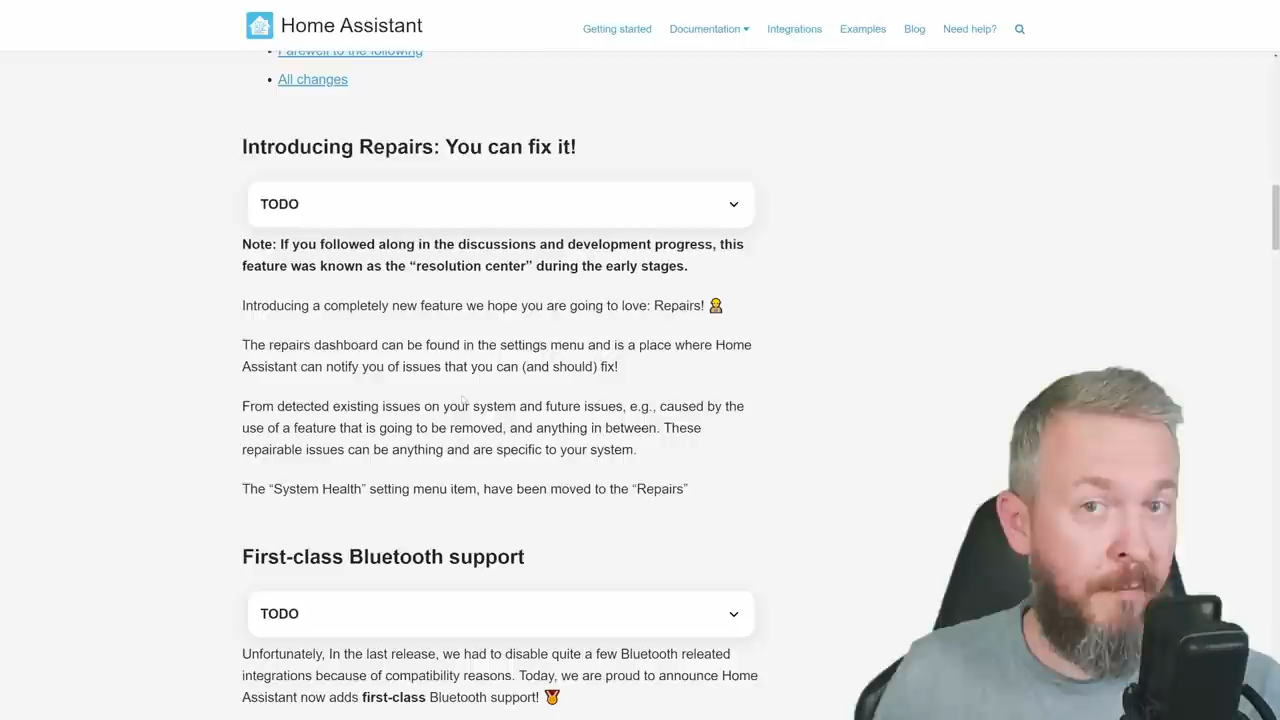 Home Assistant
Getting started Documentation Integrations Examples Blog Need help?
Farewell to the following
All changes
Introducing Repairs: You can fix it!
TODO
Note: If you followed along in the discussions and development progress, this
feature was known as the “resolution center” during the early stages.
Introducing a completely new feature we hope you are going to love: Repairs!
The repairs dashboard can be found in the settings menu and is a place where Home
Assistant can notify you of issues that you can (and should) fix!
From detected existing issues on your system and future issues, e.g., caused by the
use of a feature that is going to be removed, and anything in between. These
repairable issues can be anything and are specific to your system.
The “System Health” setting menu item, have been moved to the “Repairs”
First-class Bluetooth support
TODO
Unfortunately, In the last release, we had to disable quite a few Bluetooth releated
integrations because of compatibility reasons. Today, we are proud to announce Home
Assistant now adds first-class Bluetooth support!